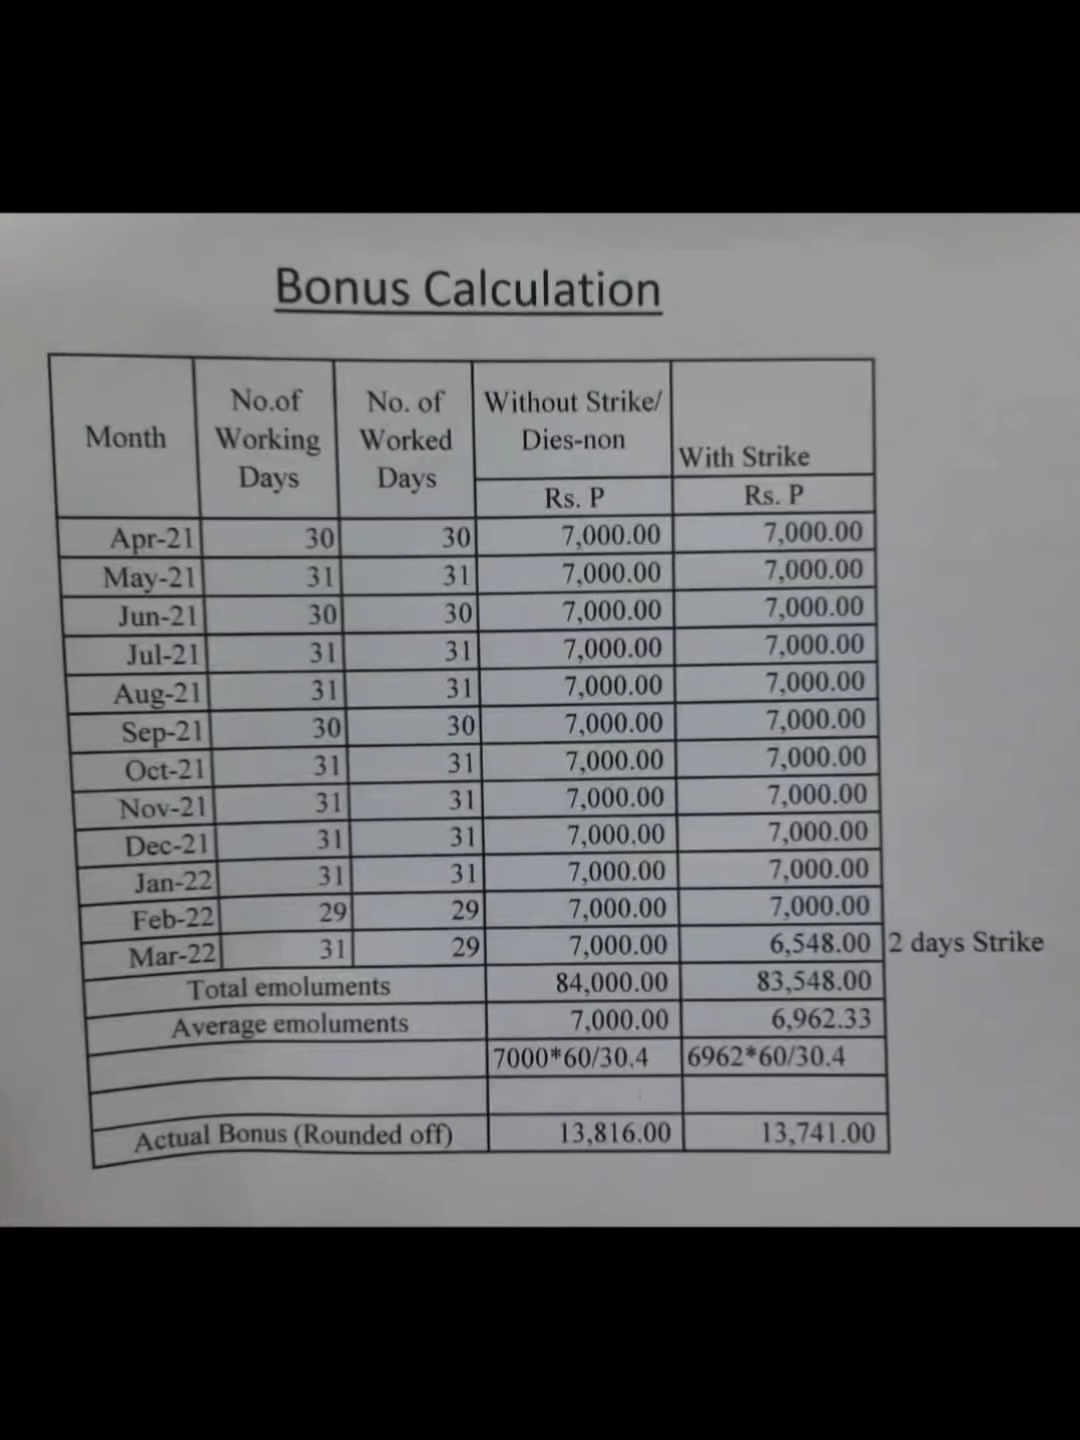 Bonus Calculation
Month No.of Working Days No. of Worked Days Without Strike/ Dies-non With Strike
Rs. P Rs. P
Apr-21 30 30 7,000.00 7,000.00
May-21 31 31 7,000.00 7,000.00
Jun-21 30 30 7,000.00 7,000.00
Jul-21 31 31 7,000.00 7,000.00
Aug-21 31 31 7,000.00 7,000.00
Sep-21 30 30 7,000.00 7,000.00
Oct-21 31 31 7,000.00 7,000.00
Nov-21 31 31 7,000.00 7,000.00
Dec-21 31 31 7,000.00 7,000.00
Jan-22 31 31 7,000.00 7,000.00
Feb-22 29 29 7,000.00 7,000.00
Mar-22 31 29 7,000.00 6,548.00 2 days Strike
Total emoluments 84,000.00 83,548.00
Average emoluments 7,000.00 6,962.33
7000*60/30.4 6962*60/30.4
Actual Bonus (Rounded off) 13,816.00 13,741.00